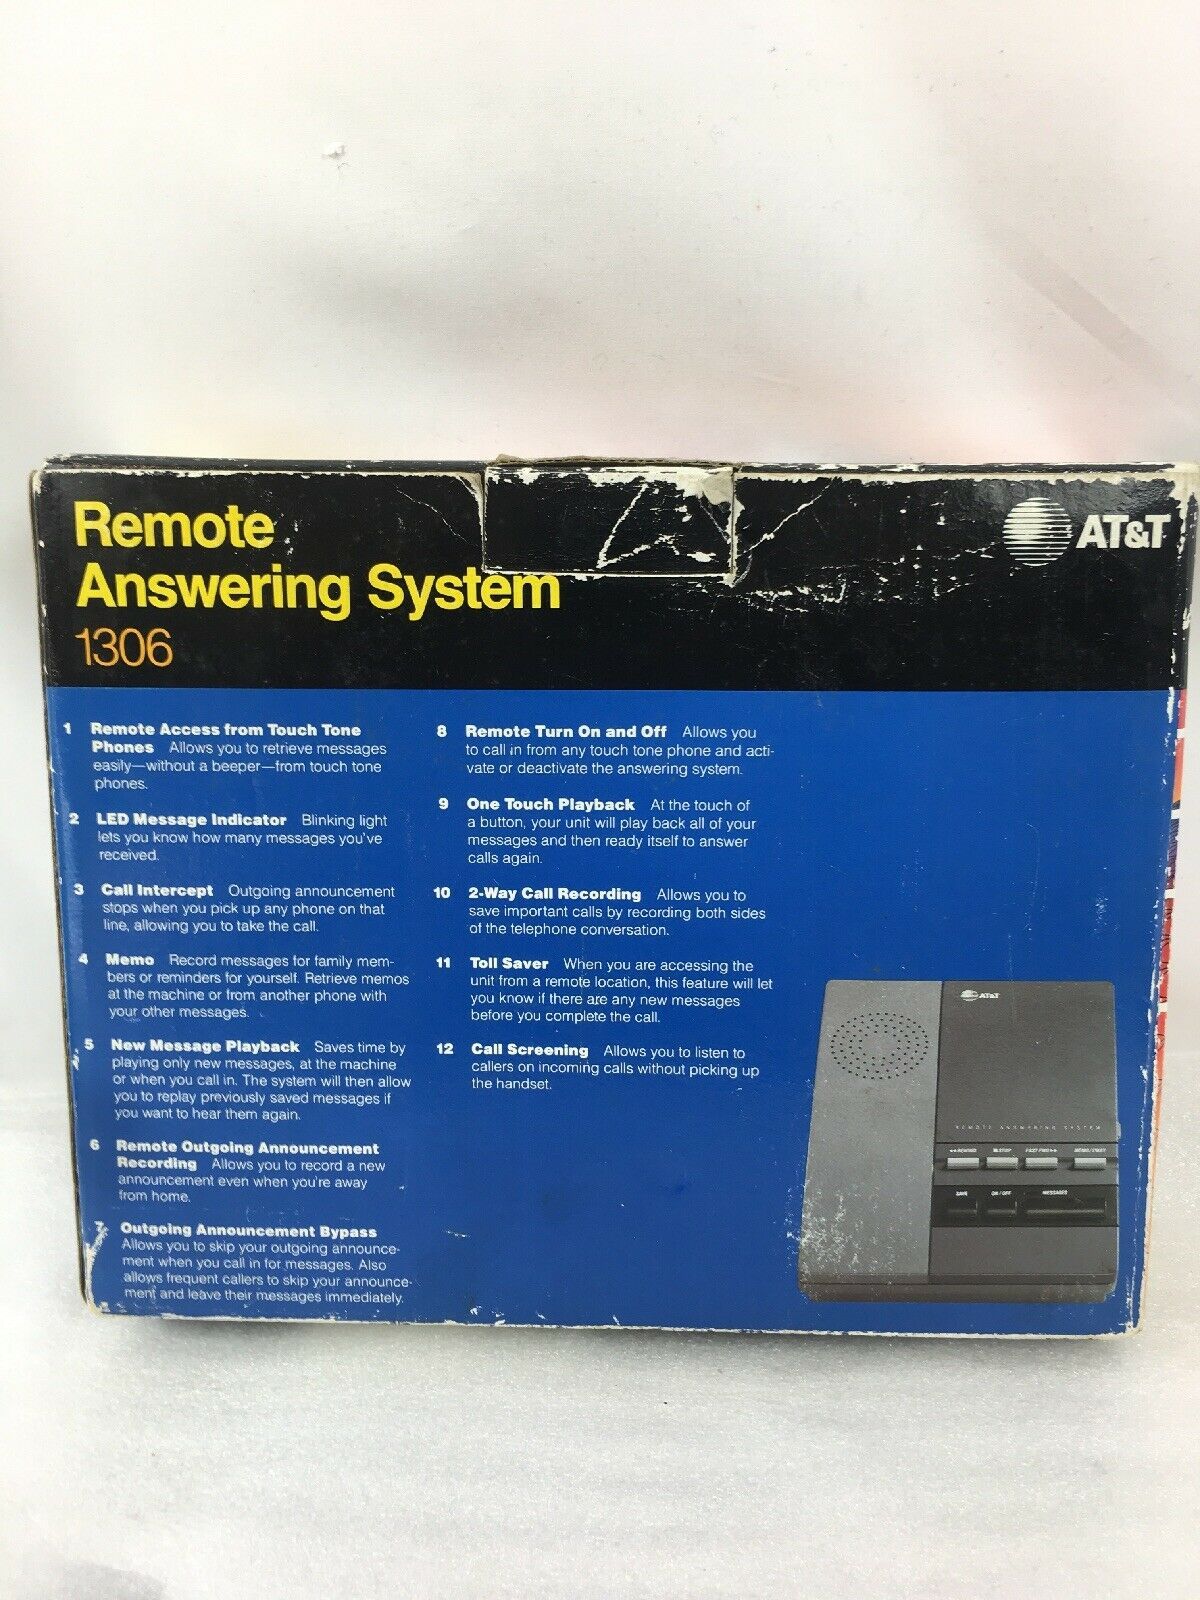 Remote
Answering System
1306
AT&T
1 Remote Access from Touch Tone
Phones Allows you to retrieve messages
easily—without a beeper—from touch tone
phones.
2 LED Message Indicator Blinking light
lets you know how many messages you've
received.
3 Call Intercept Outgoing announcement
stops when you pick up any phone on that
line, allowing you to take the call.
4 Memo Record messages for family mem-
bers or reminders for yourself. Retrieve memos
at the machine or from another phone with
your other messages.
5 New Message Playback Saves time by
playing only new messages, at the machine
or when you call in. The system will then allow
you to replay previously saved messages if
you want to hear them again.
6 Remote Outgoing Announcement
Recording Allows you to record a new
announcement even when you're away
from home.
7 Outgoing Announcement Bypass
Allows you to skip your outgoing announce-
ment when you call in for messages. Also
allows frequent callers to skip your announce-
ment and leave their messages immediately.
8 Remote Turn On and Off Allows you
to call in from any touch tone phone and acti-
vate or deactivate the answering system.
9 One Touch Playback At the touch of
a button, your unit will play back all of your
messages and then ready itself to answer
calls again.
10 2-Way Call Recording Allows you to
save important calls by recording both sides
of the telephone conversation.
11 Toll Saver When you are accessing the
unit from a remote location, this feature will let
you know if there are any new messages
before you complete the call.
12 Call Screening Allows you to listen to
callers on incoming calls without picking up
the handset.
AT&T
REMOTE ANSWERING SYSTEM
◄◄REWIND FAST FWD►►
SAVE ON/OFF MESSAGES